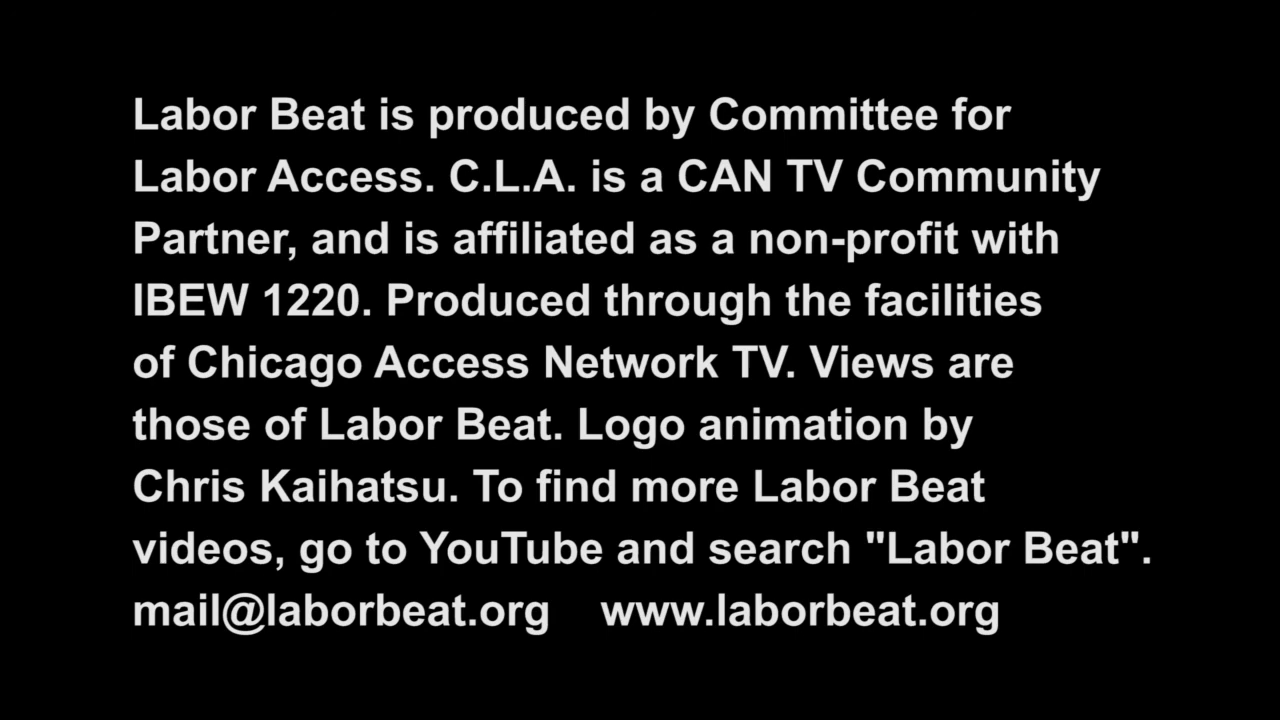 Labor Beat is produced by Committee for
Labor Access. C.L.A. is a CAN TV Community
Partner, and is affiliated as a non-profit with
IBEW 1220. Produced through the facilities
of Chicago Access Network TV. Views are
those of Labor Beat. Logo animation by
Chris Kaihatsu. To find more Labor Beat
videos, go to YouTube and search "Labor Beat".
mail@laborbeat.org    www.laborbeat.org